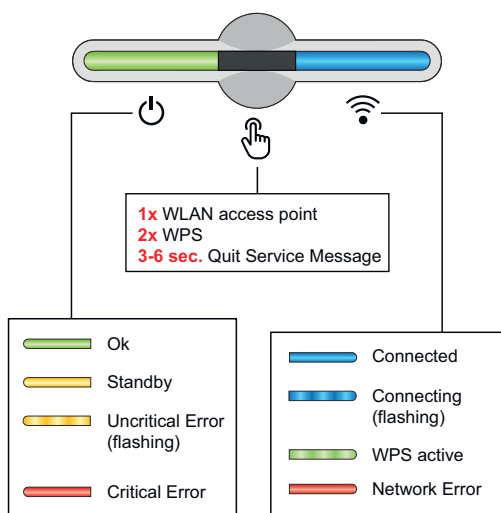 1x WLAN access point
2x WPS
3-6 sec. Quit Service Message
Ok
Standby
Uncritical Error
(flashing)
Critical Error
Connected
Connecting
(flashing)
WPS active
Network Error